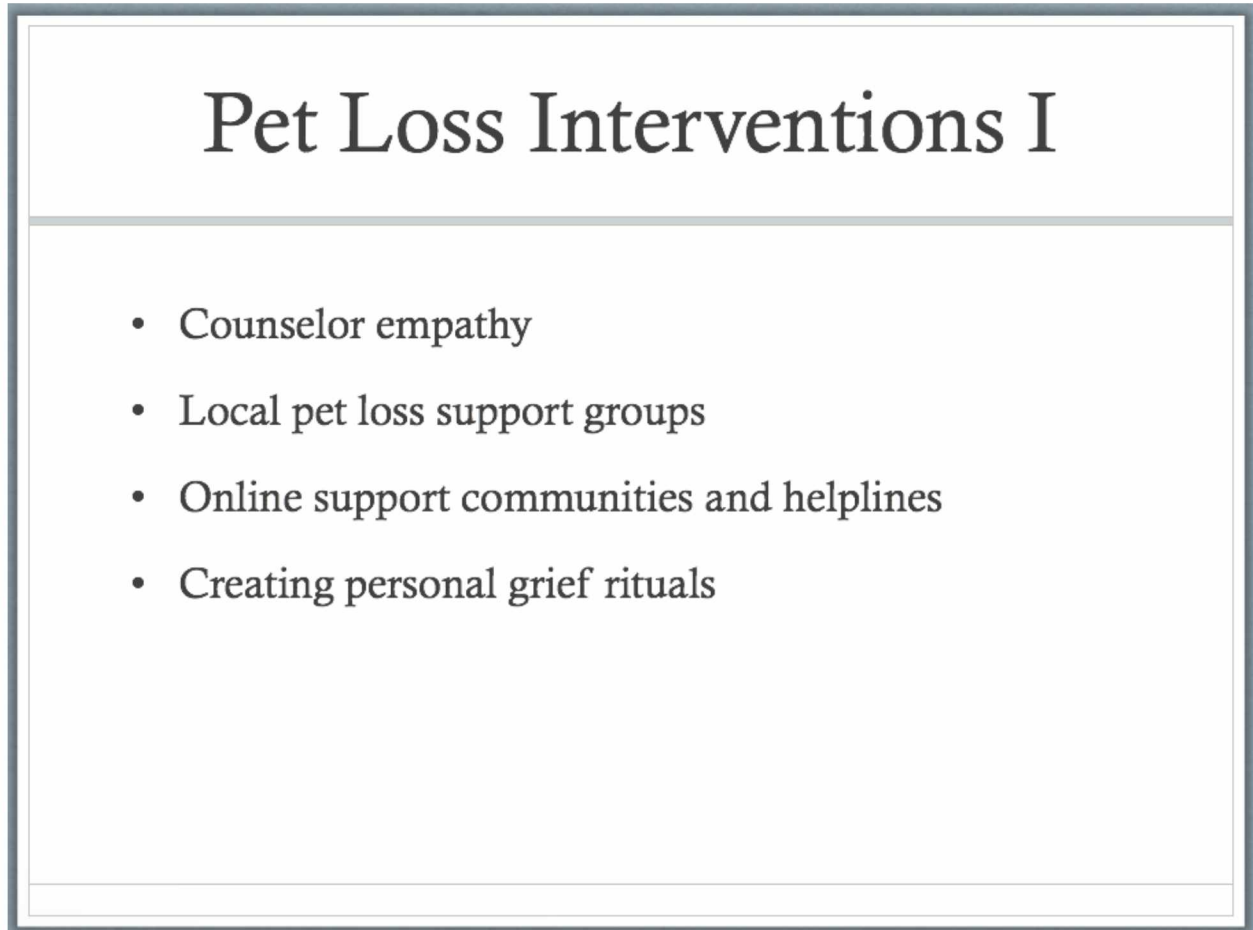 Pet Loss Interventions I
• Counselor empathy
• Local pet loss support groups
• Online support communities and helplines
• Creating personal grief rituals